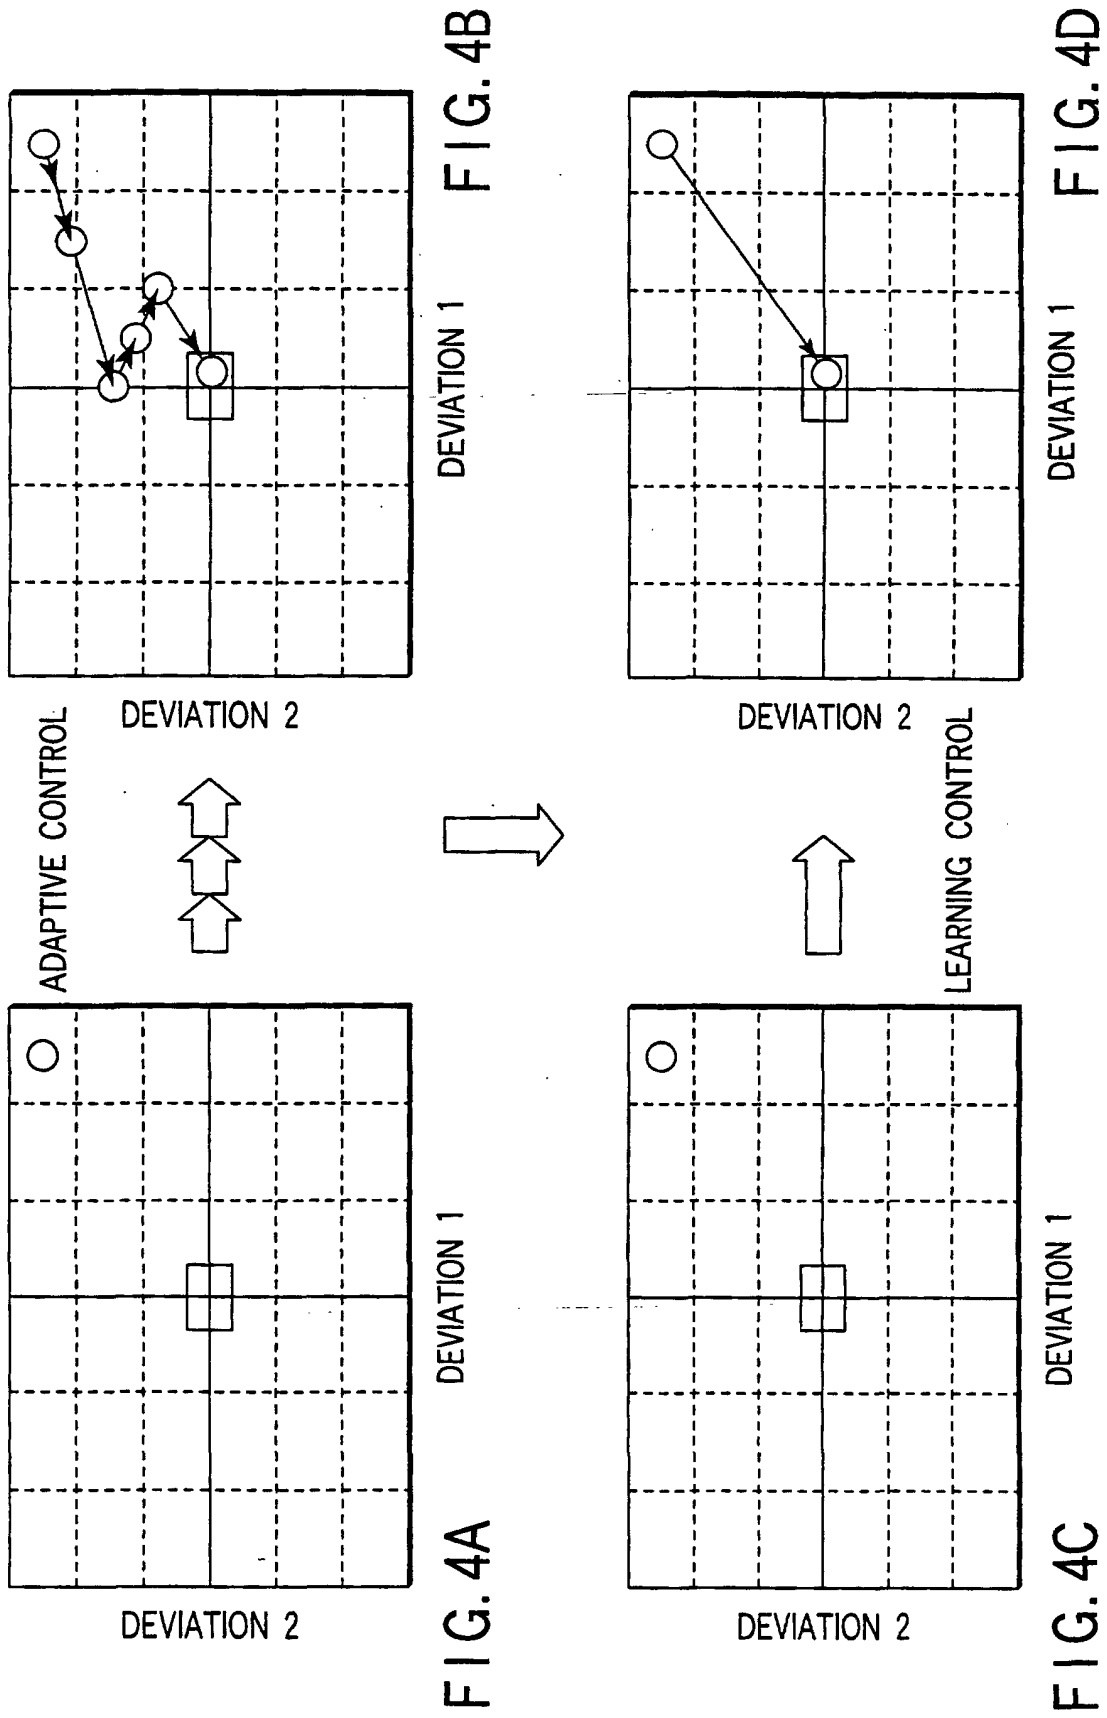 ADAPTIVE CONTROL
DEVIATION 2
DEVIATION 1
FIG. 4A
DEVIATION 2
DEVIATION 1
FIG. 4B
DEVIATION 2
DEVIATION 1
FIG. 4C
LEARNING CONTROL
DEVIATION 2
DEVIATION 1
FIG. 4D